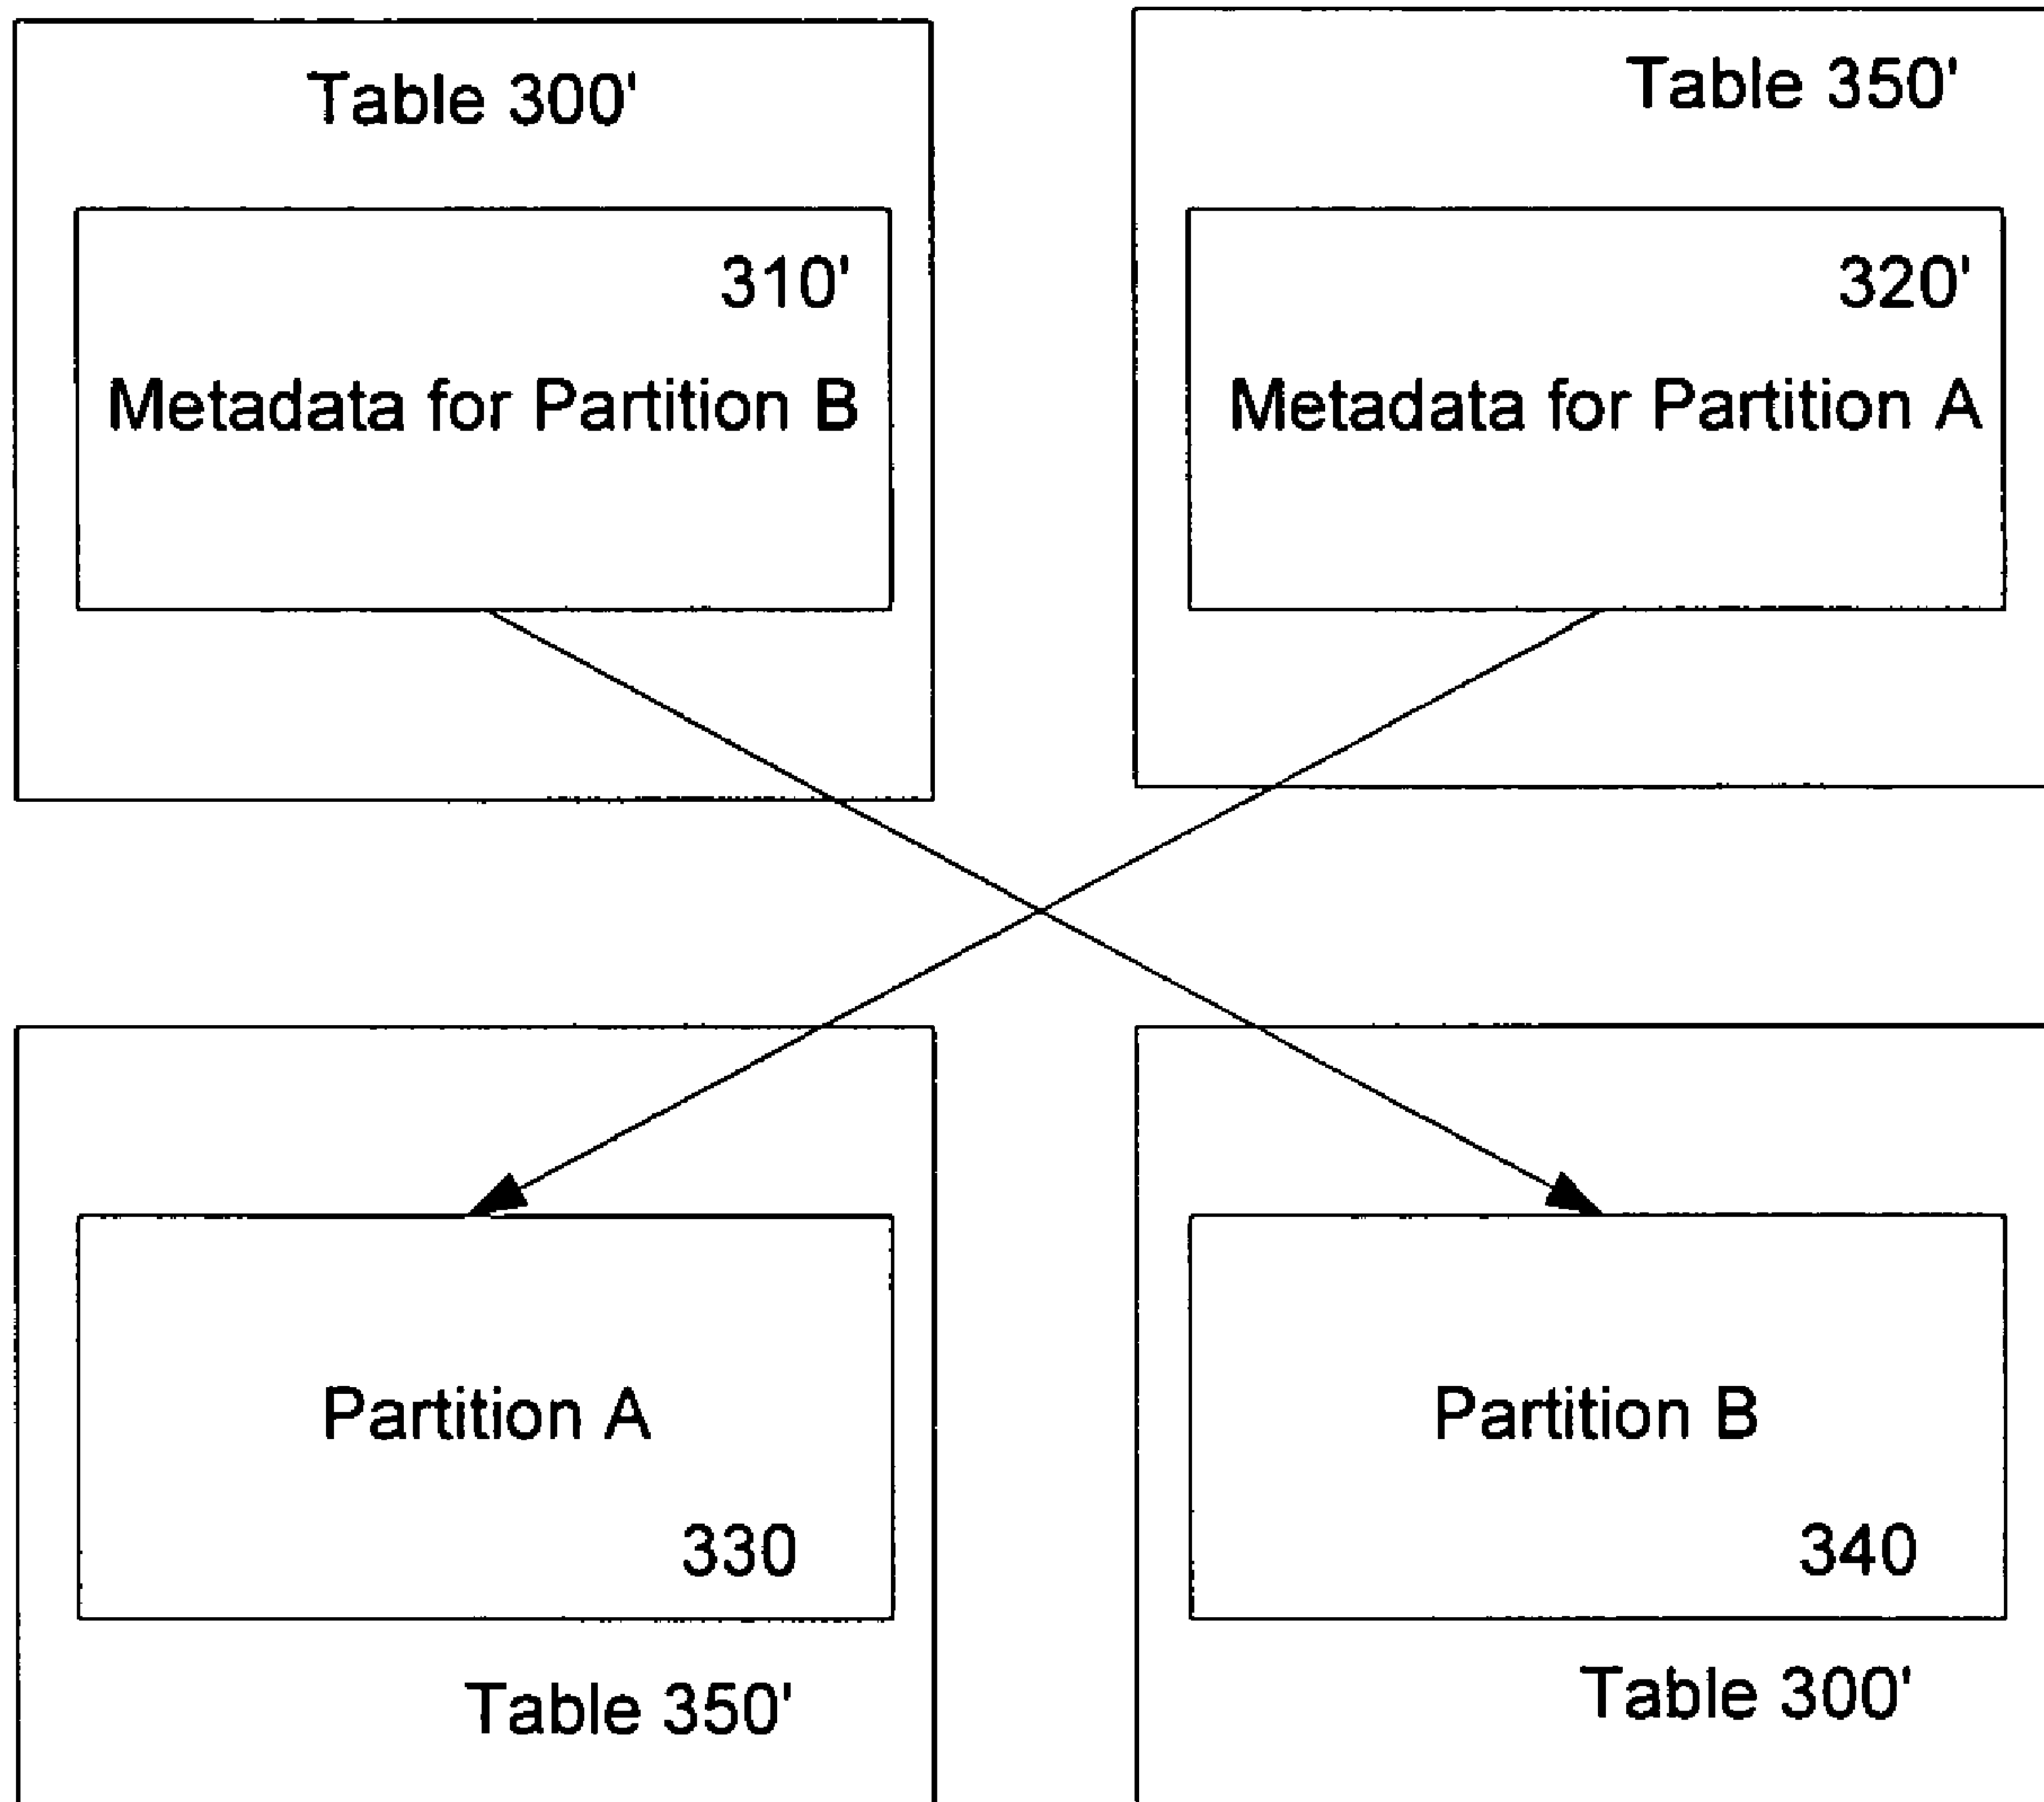 Table 300'
310'
Metadata for Partition B
Table 350'
320'
Metadata for Partition A
Partition A
330
Table 350'
Partition B
340
Table 300'